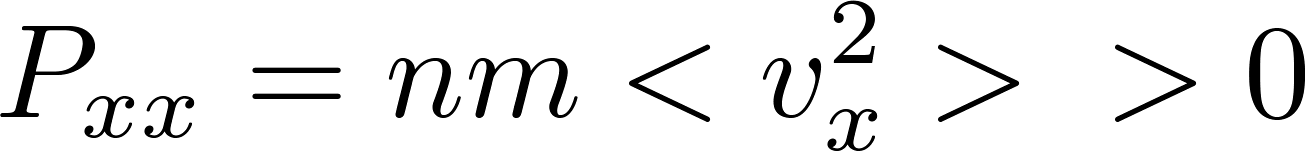 $P_{xx} = nm < v_x^2 > \; > 0$